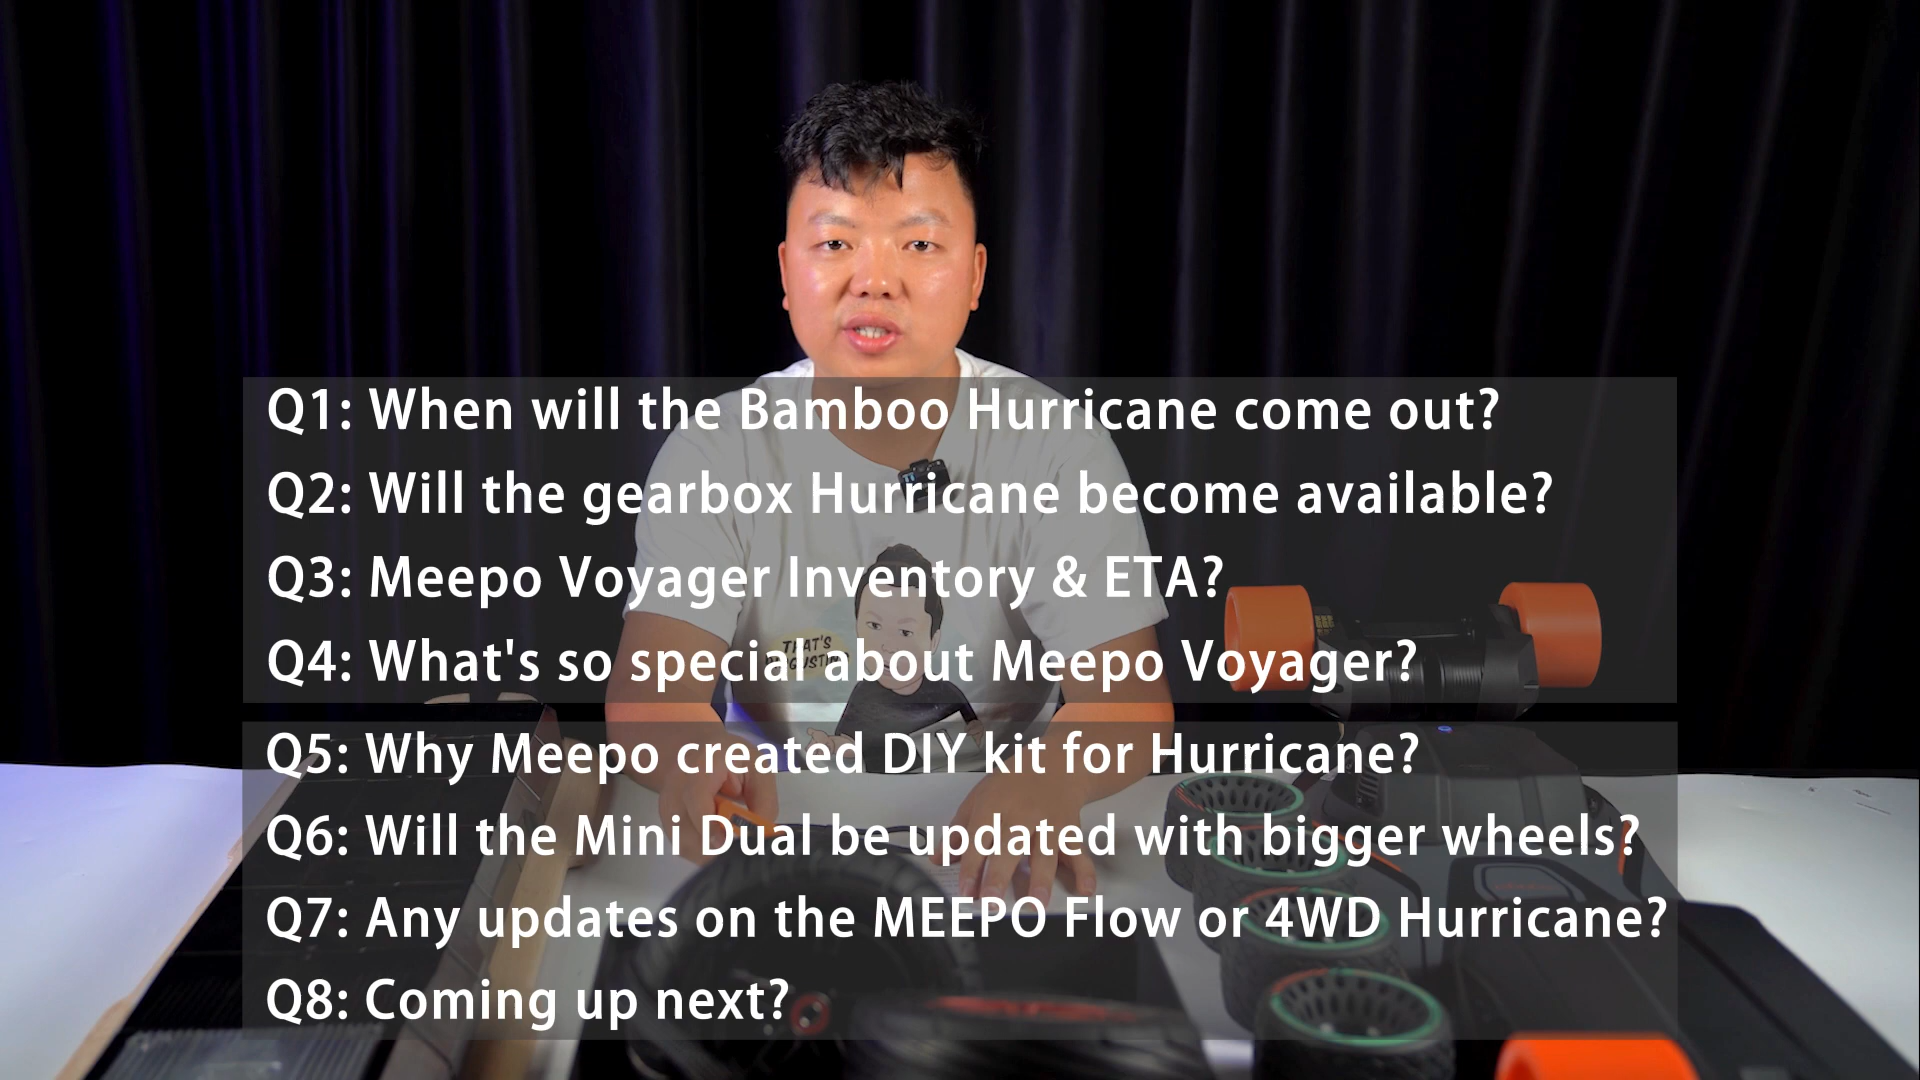 Q1: When will the Bamboo Hurricane come out?
Q2: Will the gearbox Hurricane become available?
Q3: Meepo Voyager Inventory & ETA?
Q4: What's so special about Meepo Voyager?
THAT'S
Q5: Why Meepo created DIY kit for Hurricane?
Q6: Will the Mini Dual be updated with bigger wheels?
Q7: Any updates on the MEEPO Flow or 4WD Hurricane?
Q8: Coming up next?